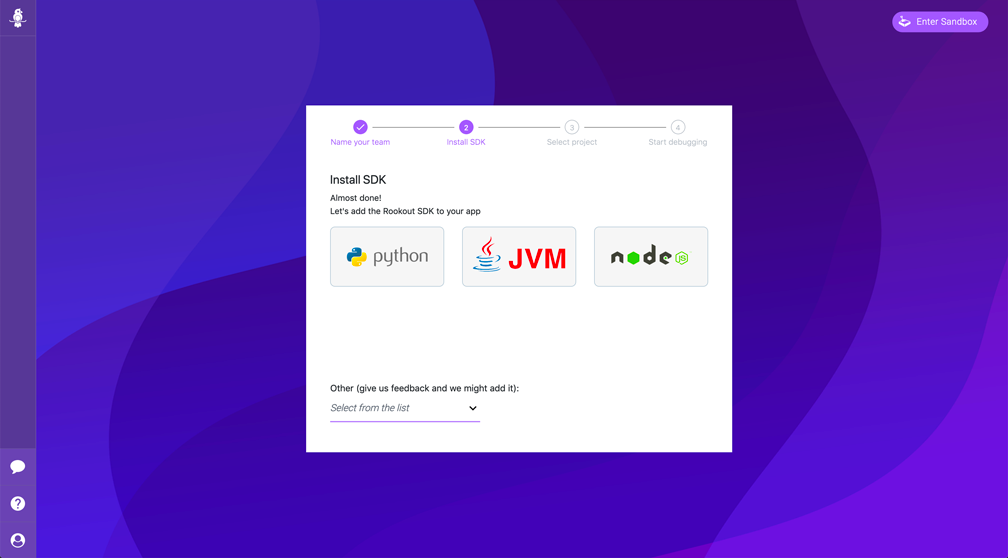 Enter Sandbox
2
3
4
Name your team
Install SDK
Select project
Start debugging
Install SDK
Almost done!
Let's add the Rookout SDK to your app
python
JVM
node
JS
Other (give us feedback and we might add it):
Select from the list
?